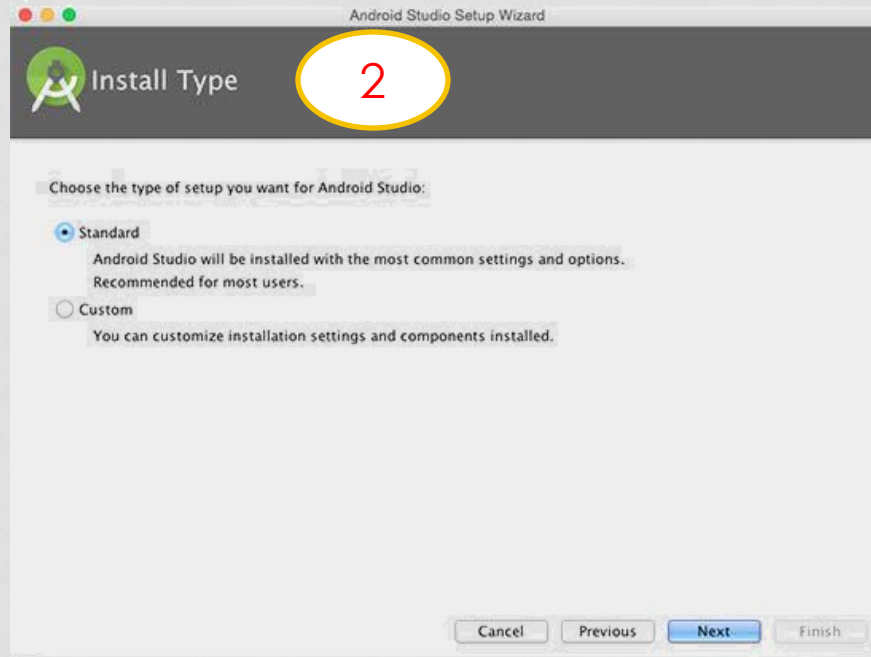 Android Studio Setup Wizard
Install Type
2
Choose the type of setup you want for Android Studio:
Standard
Android Studio will be installed with the most common settings and options.
Recommended for most users.
Custom
You can customize installation settings and components installed.
Cancel Previous Next Finish